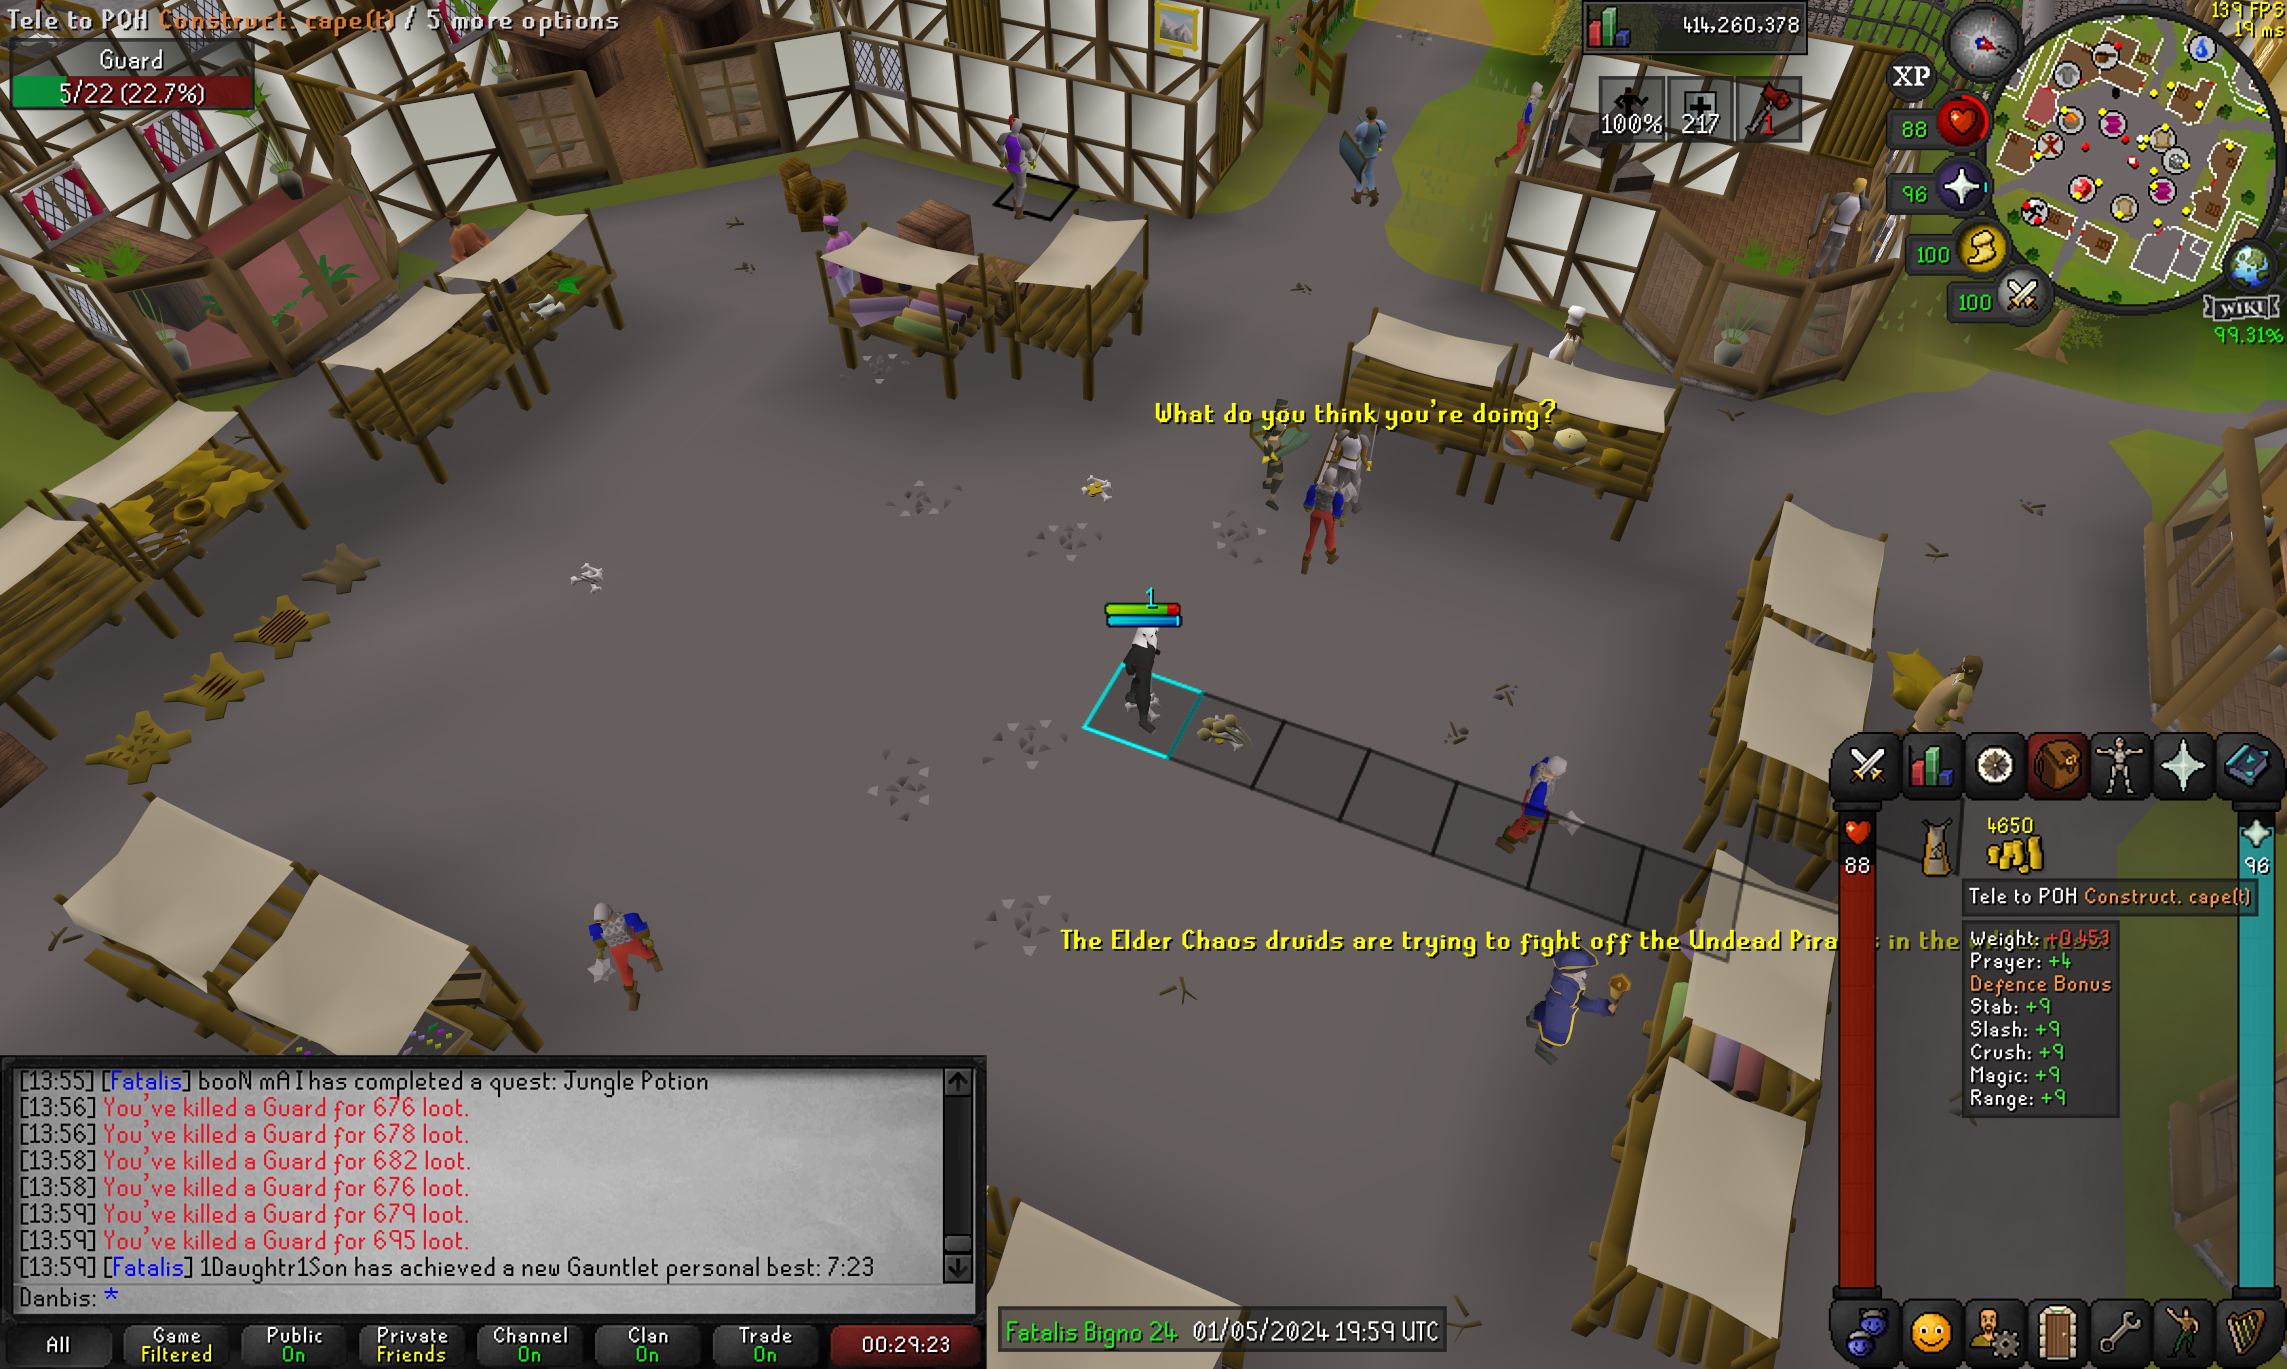 Tele to POH Construct. cape(t) / 5 more options
Guard
5/22 (22.7%)
414,260,378
139 FPS
19 ms
XP
100%
217
1
88
96
100
100
WIKI
99.31%
What do you think you're doing?
1
4650
88
96
Tele to POH Construct. cape(t)
The Elder Chaos druids are trying to fight off the Undead in the
Weight: +0.453
Prayer: +4
Defence Bonus
Stab: +9
Slash: +9
Crush: +9
Magic: +9
Range: +9
[13:55] [Fatalis] booN mA I has completed a quest: Jungle Potion
[13:56] You've killed a Guard for 676 loot.
[13:56] You've killed a Guard for 678 loot.
[13:58] You've killed a Guard for 682 loot.
[13:58] You've killed a Guard for 676 loot.
[13:59] You've killed a Guard for 679 loot.
[13:59] You've killed a Guard for 695 loot.
[13:59] [Fatalis] 1Daughtr1Son has achieved a new Gauntlet personal best: 7:23
Danbis: *
All
Game Filtered
Public On
Private Friends
Channel On
Clan On
Trade On
00:29:23
Fatalis Bigno 24 01/05/2024 19:59 UTC